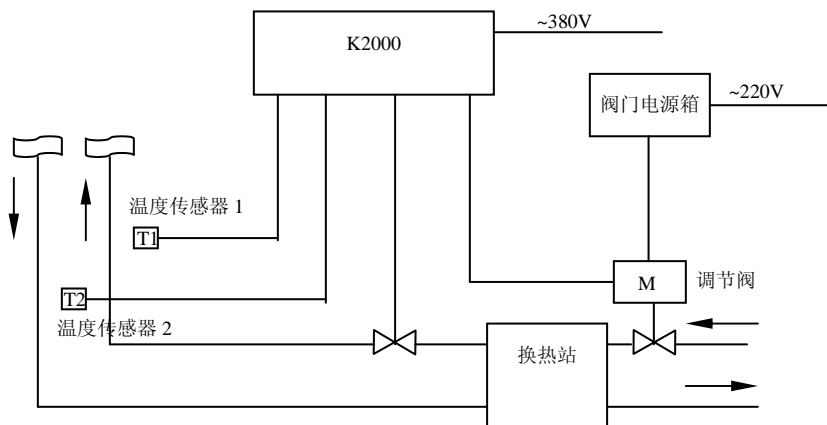 ~380V
K2000
阀门电源箱
~220V
温度传感器 1
T1
T2
温度传感器 2
M
调节阀
换热站